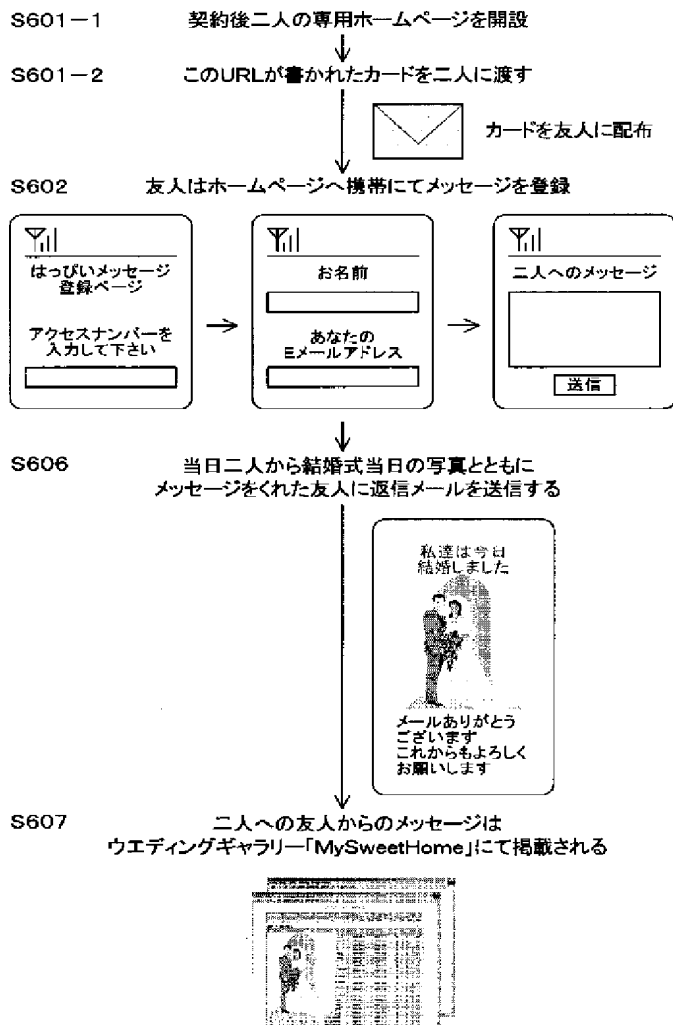 S601－1 契約後二人の専用ホームページを開設
S601－2 このURLが書かれたカードを二人に渡す
カードを友人に配布
S602 友人はホームページへ携帯にてメッセージを登録
はっぴいメッセージ
登録ページ
アクセスナンバーを
入力して下さい
お名前
あなたの
Eメールアドレス
二人へのメッセージ
送信
S606 当日二人から結婚式当日の写真とともに
メッセージをくれた友人に返信メールを送信する
私達は今日
結婚しました
メールありがとう
ございます
これからもよろしく
お願いします
S607 二人への友人からのメッセージは
ウエディングギャラリー「MySweetHome」にて掲載される